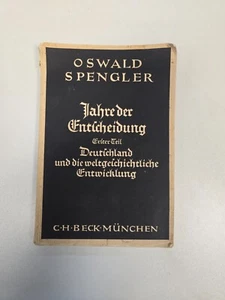 OSWALD
SPENGLER
Jahre der
Entscheidung
Erster Teil
Deutschland
und die weltgeschichtliche
Entwicklung
C·H·BECK·MÜNCHEN